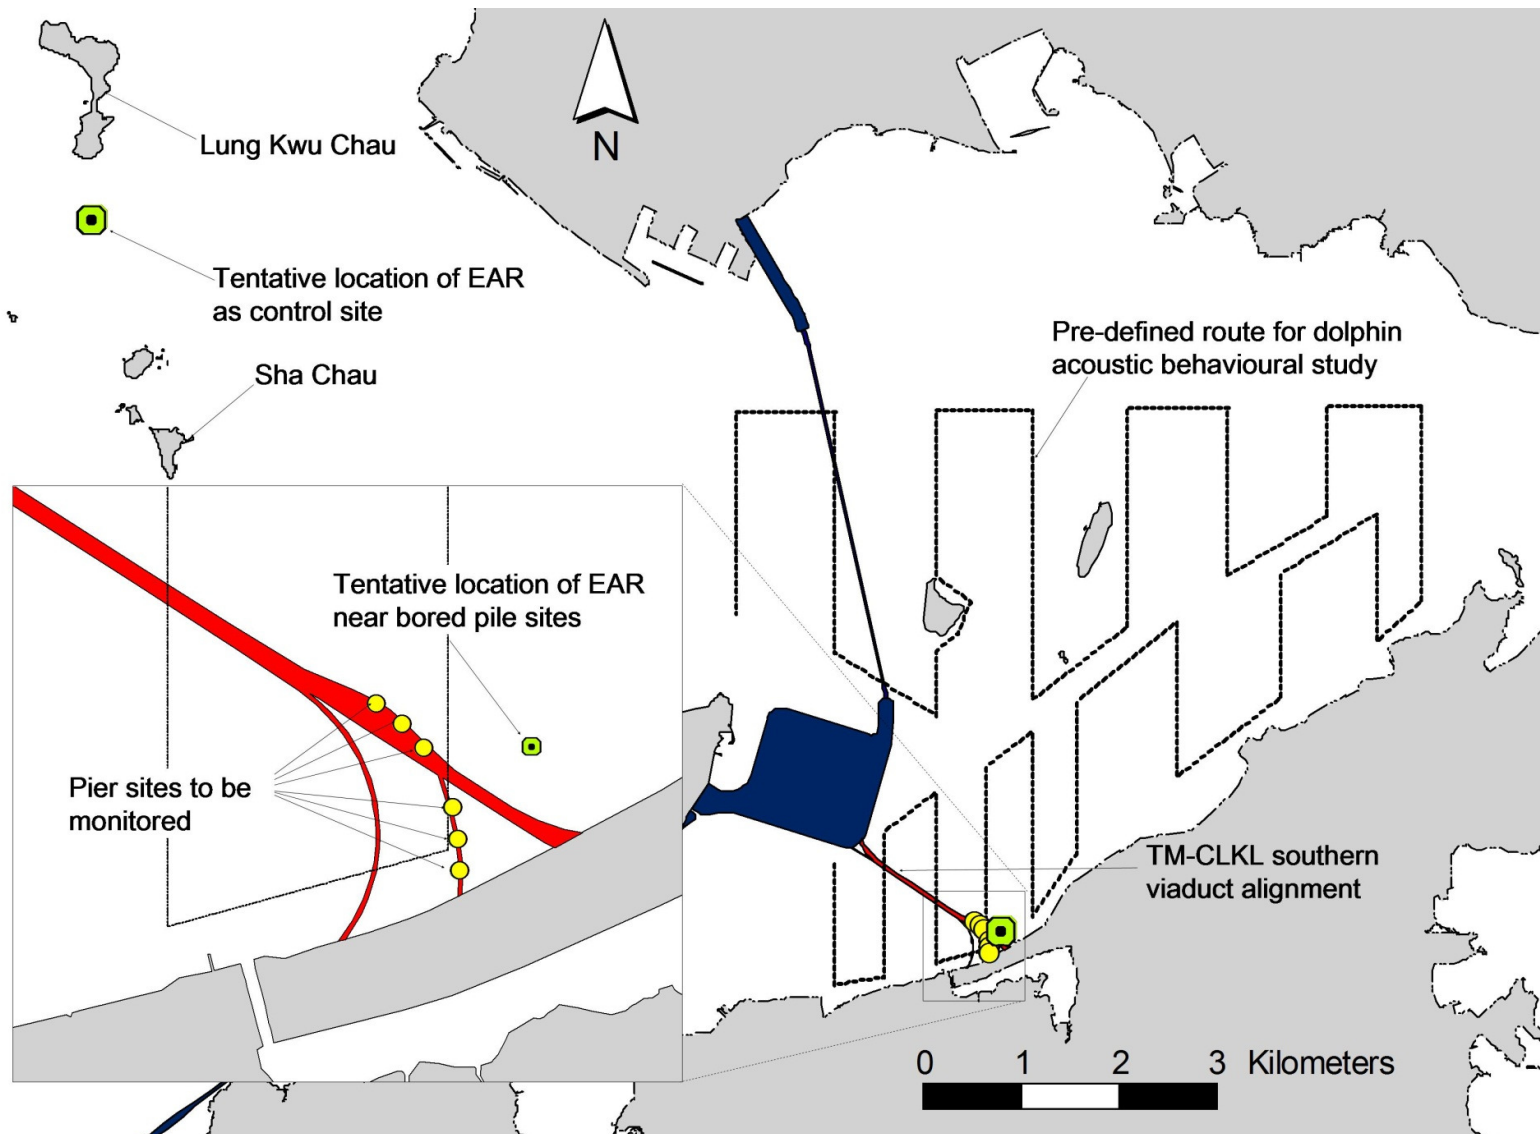 N
Lung Kwu Chau
Tentative location of EAR
as control site
Sha Chau
Pre-defined route for dolphin
acoustic behavioural study
Tentative location of EAR
near bored pile sites
Pier sites to be
monitored
TM-CLKL southern
viaduct alignment
0 1 2 3 Kilometers